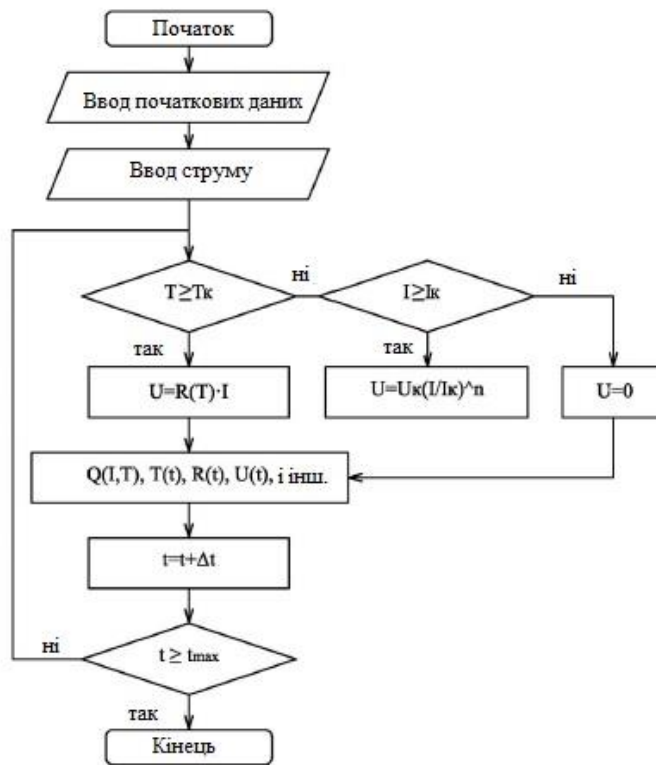 Початок
Ввод початкових даних
Ввод струму
T≥Tк
ні
I≥Iк
ні
так
так
U=R(T)·I
U=Uк(I/Iк)^n
U=0
Q(I,T), T(t), R(t), U(t), і інш.
t=t+Δt
ні
t ≥ tmax
так
Кінець